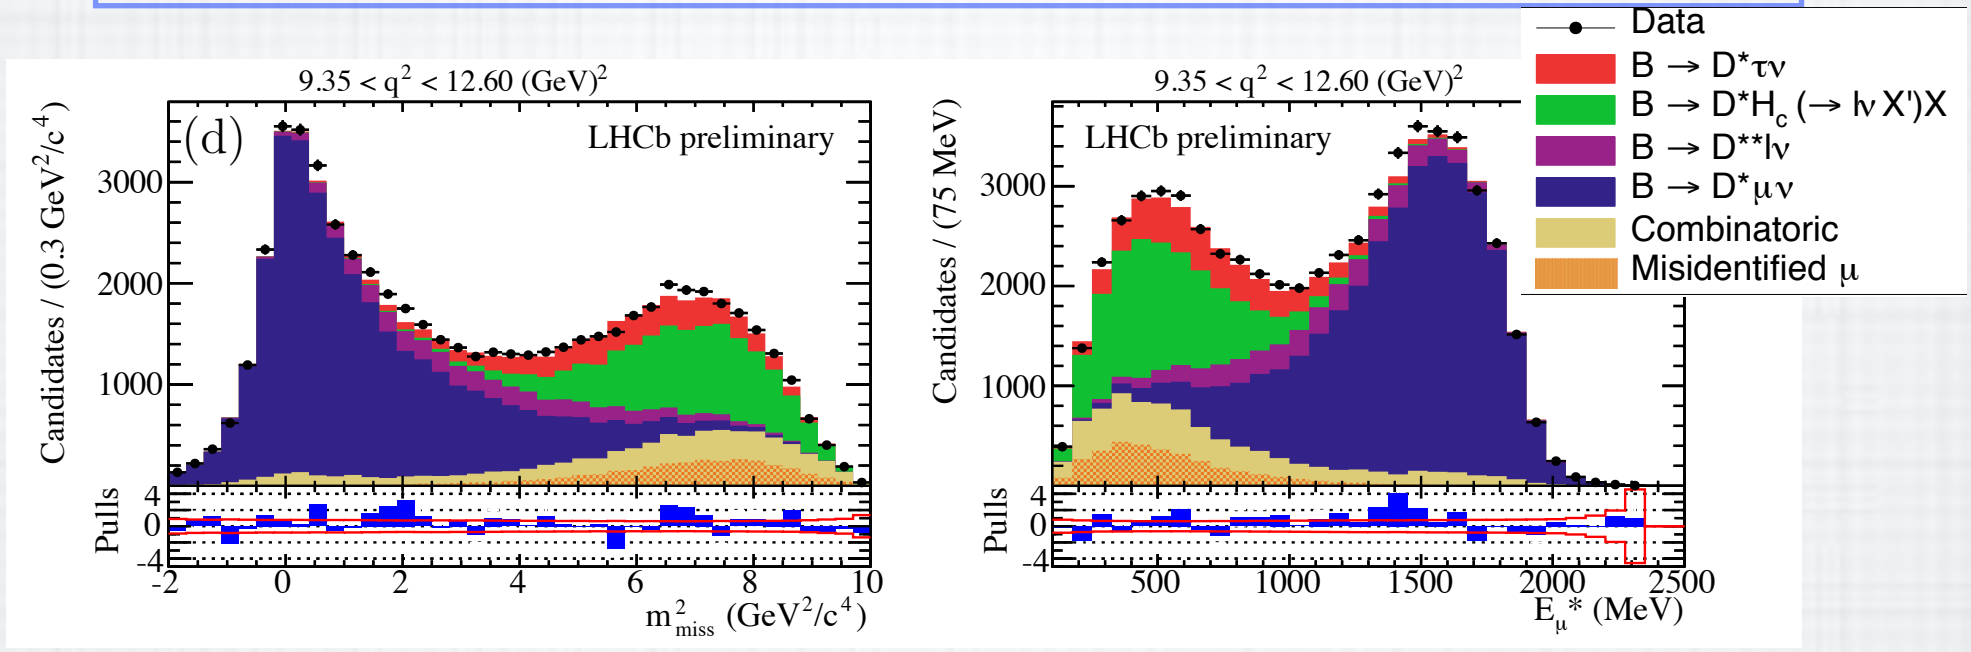 9.35 < q² < 12.60 (GeV)²
(d)
LHCb preliminary
Candidates / (0.3 GeV²/c⁴)
3000
2000
1000
Pulls
4
0
-4
-2 0 2 4 6 8 10
m²miss (GeV²/c⁴)
9.35 < q² < 12.60 (GeV)²
LHCb preliminary
Candidates / (75 MeV)
3000
2000
1000
Pulls
4
0
-4
500 1000 1500 2000 2500
Eμ* (MeV)
Data
B → D*τν
B → D*Hc (→ lν X')X
B → D**lν
B → D*μν
Combinatoric
Misidentified μ